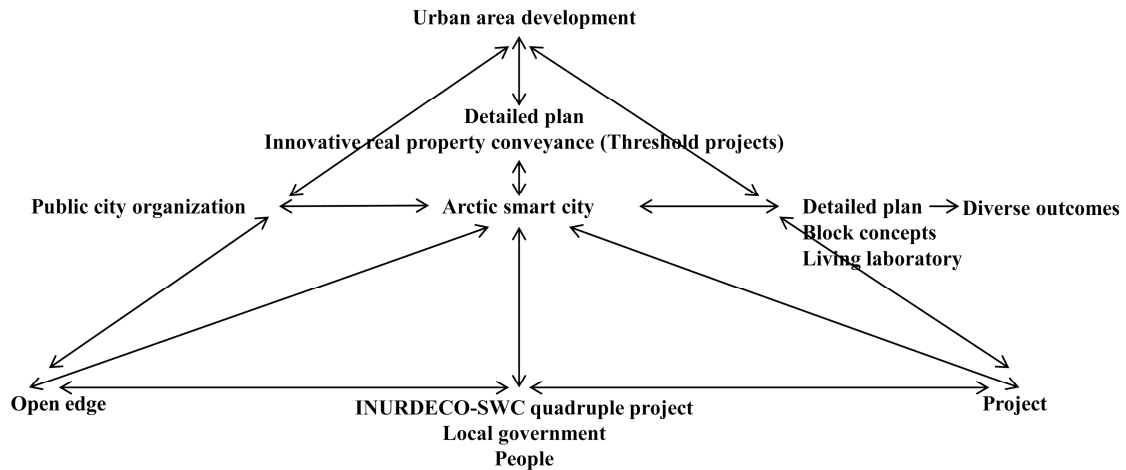 Urban area development
Detailed plan
Innovative real property conveyance (Threshold projects)
Public city organization
Arctic smart city
Detailed plan
Diverse outcomes
Block concepts
Living laboratory
Open edge
INURDECO-SWC quadruple project
Project
Local government
People